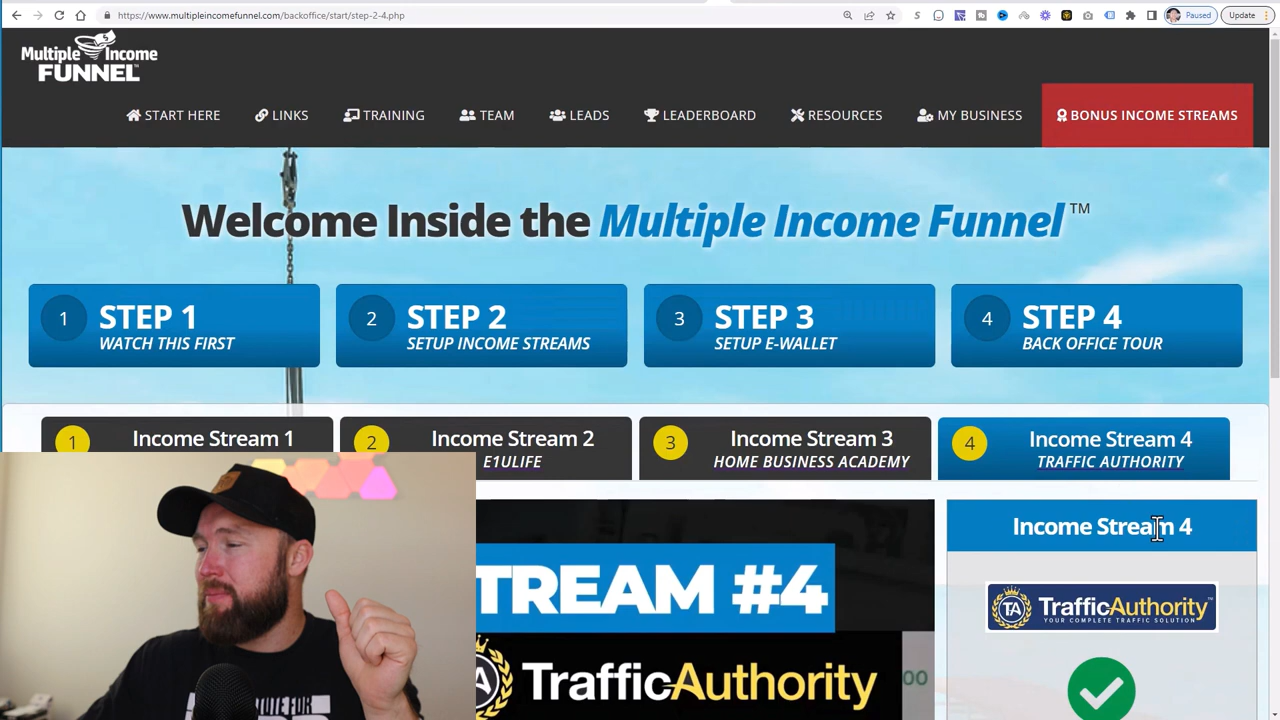 https://www.multipleincomefunnel.com/backoffice/start/step-2-4.php
Paused
Update
Multiple Income
FUNNEL
START HERE
LINKS
TRAINING
TEAM
LEADS
LEADERBOARD
RESOURCES
MY BUSINESS
BONUS INCOME STREAMS
Welcome Inside the Multiple Income Funnel™
1 STEP 1
WATCH THIS FIRST
2 STEP 2
SETUP INCOME STREAMS
3 STEP 3
SETUP E-WALLET
4 STEP 4
BACK OFFICE TOUR
1 Income Stream 1
2 Income Stream 2
E1ULIFE
3 Income Stream 3
HOME BUSINESS ACADEMY
4 Income Stream 4
TRAFFIC AUTHORITY
TREAM #4
TrafficAuthority
00
Income Stream 4
TA TrafficAuthority™
YOUR COMPLETE TRAFFIC SOLUTION